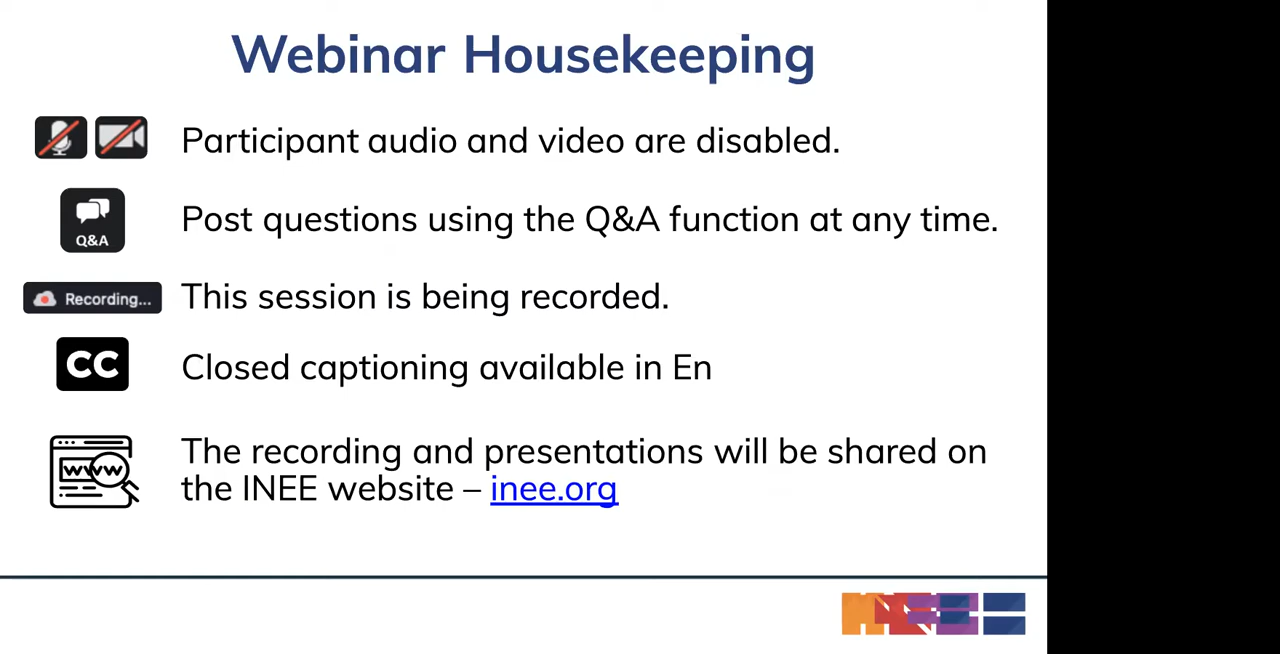 Webinar Housekeeping
Participant audio and video are disabled.
Q&A
Post questions using the Q&A function at any time.
Recording...
This session is being recorded.
CC
Closed captioning available in En
www
The recording and presentations will be shared on
the INEE website – inee.org
INEE